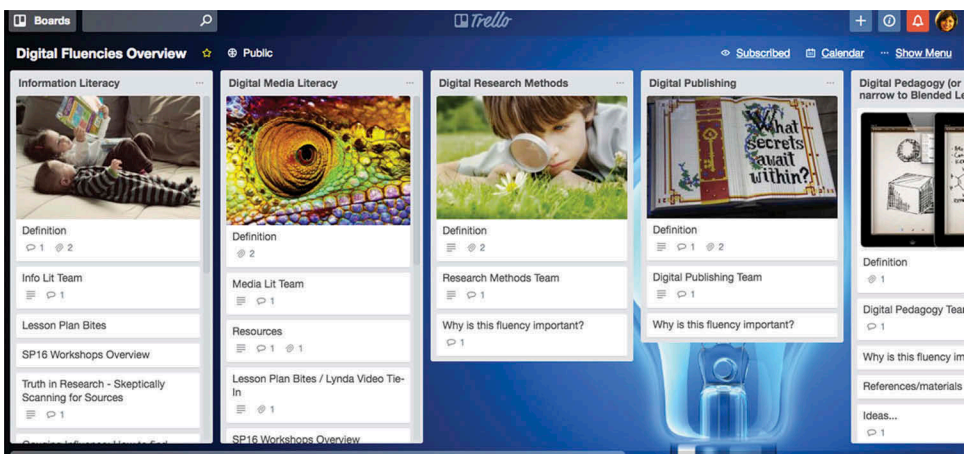 Boards
Trello
Digital Fluencies Overview
Public
Subscribed
Calendar
Show Menu
Information Literacy
Definition
1 2
Info Lit Team
1
Lesson Plan Bites
SP16 Workshops Overview
Truth in Research - Skeptically
Scanning for Sources
1
Digital Media Literacy
Definition
2
Media Lit Team
1
Resources
1 1
Lesson Plan Bites / Lynda Video Tie-
In
1
SP16 Workshops Overview
Digital Research Methods
Definition
2
Research Methods Team
1
Why is this fluency important?
1
Digital Publishing
What
secrets
await
within?
Definition
1 2
Digital Publishing Team
1
Why is this fluency important?
Digital Pedagogy (or
narrow to Blended Le
Definition
1
Digital Pedagogy Tea
1
Why is this fluency im
References/materials
Ideas...
1